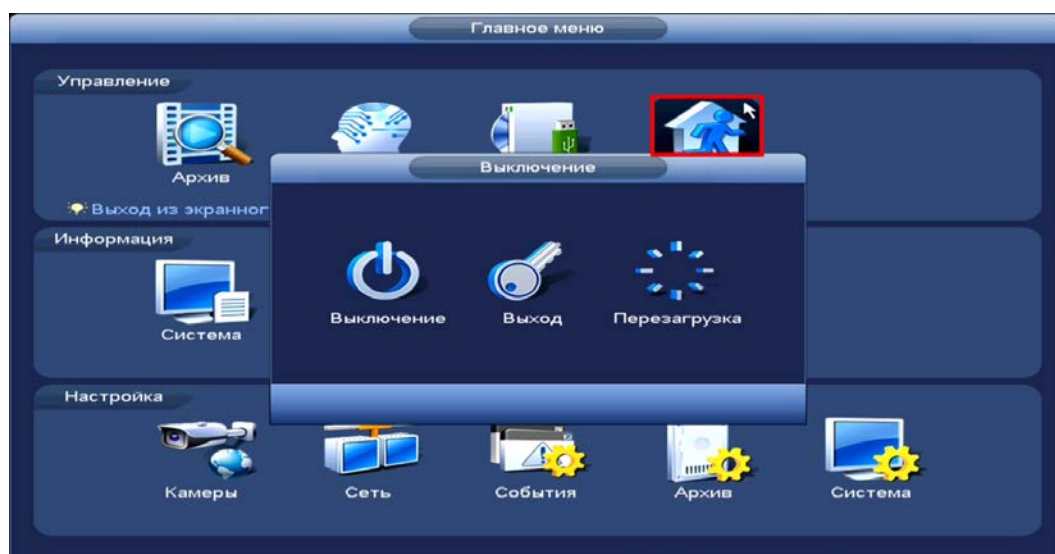 Главное меню
Управление
Архив
Выход из экранног
Выключение
Выключение
Выход
Перезагрузка
Информация
Система
Настройка
Камеры
Сеть
События
Архив
Система